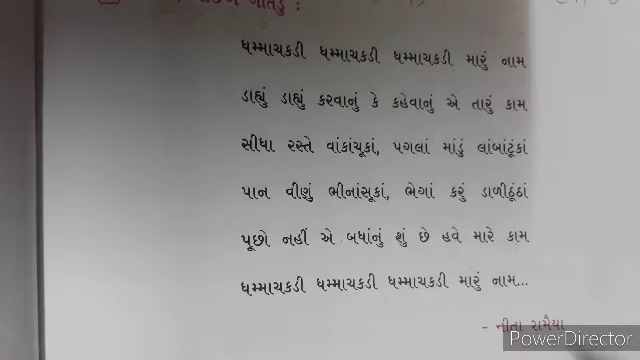 ગીતડું :
ધમ્માચકડી ધમ્માચકડી ધમ્માચકડી મારું નામ
ડાહ્યું ડાહ્યું કરવાનું કે કહેવાનું એ તારું કામ
સીધા રસ્તે વાંકાંચૂકાં, પગલાં માંડું લાંબાંટૂંકાં
પાન વીણું ભીનાંસૂકાં, ભેગાં કરું ડાળીઠૂંઠાં
પૂછો નહીં એ બધાંનું શું છે હવે મારે કામ
ધમ્માચકડી ધમ્માચકડી ધમ્માચકડી મારું નામ...
- નીતા રામૈયા
PowerDirector